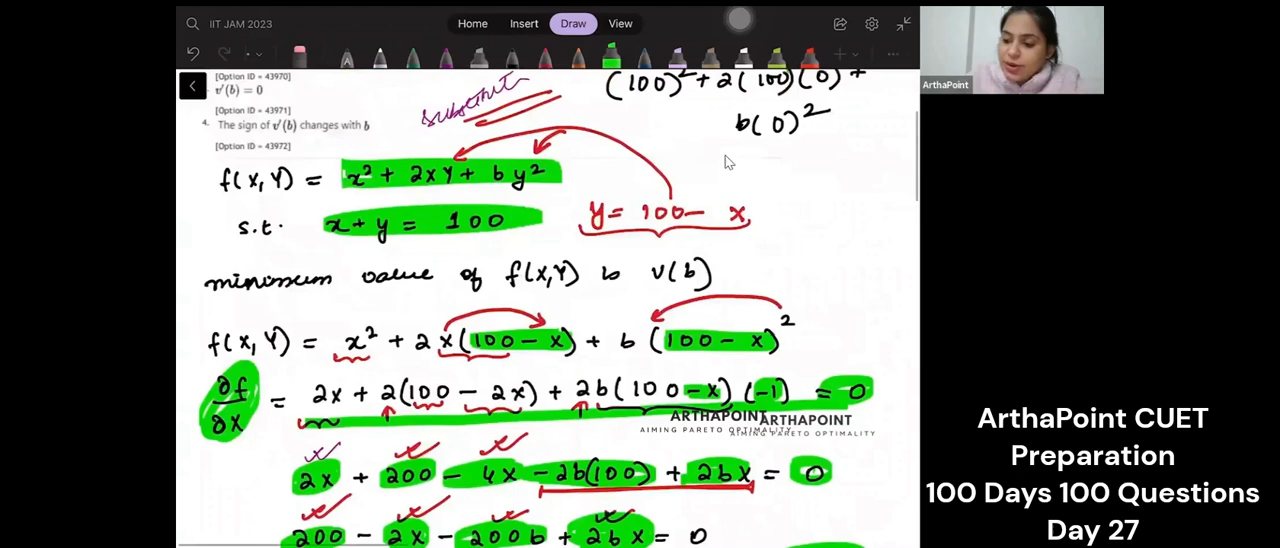 IIT JAM 2023
Home Insert Draw View
[Option ID = 43970]
v'(b) = 0
[Option ID = 43971]
4. The sign of v'(b) changes with b
[Option ID = 43972]
substitute
(100)² + 2(100)(0) +
b(0)²
f(x,y) = x² + 2xy + by²
s.t. x + y = 100
y = 100 - x
minimum value of f(x,y) is v(b)
f(x,y) = x² + 2x(100 - x) + b(100 - x)²
∂f/∂x = 2x + 2(100 - 2x) + 2b(100 - x)(-1) = 0
ARTHAPOINT
AIMING PARETO OPTIMALITY
ARTHAPOINT
AIMING PARETO OPTIMALITY
2x + 200 - 4x - 2b(100) + 2bx = 0
200 - 2x - 200b + 2bx = 0
ArthaPoint
ArthaPoint CUET
Preparation
100 Days 100 Questions
Day 27